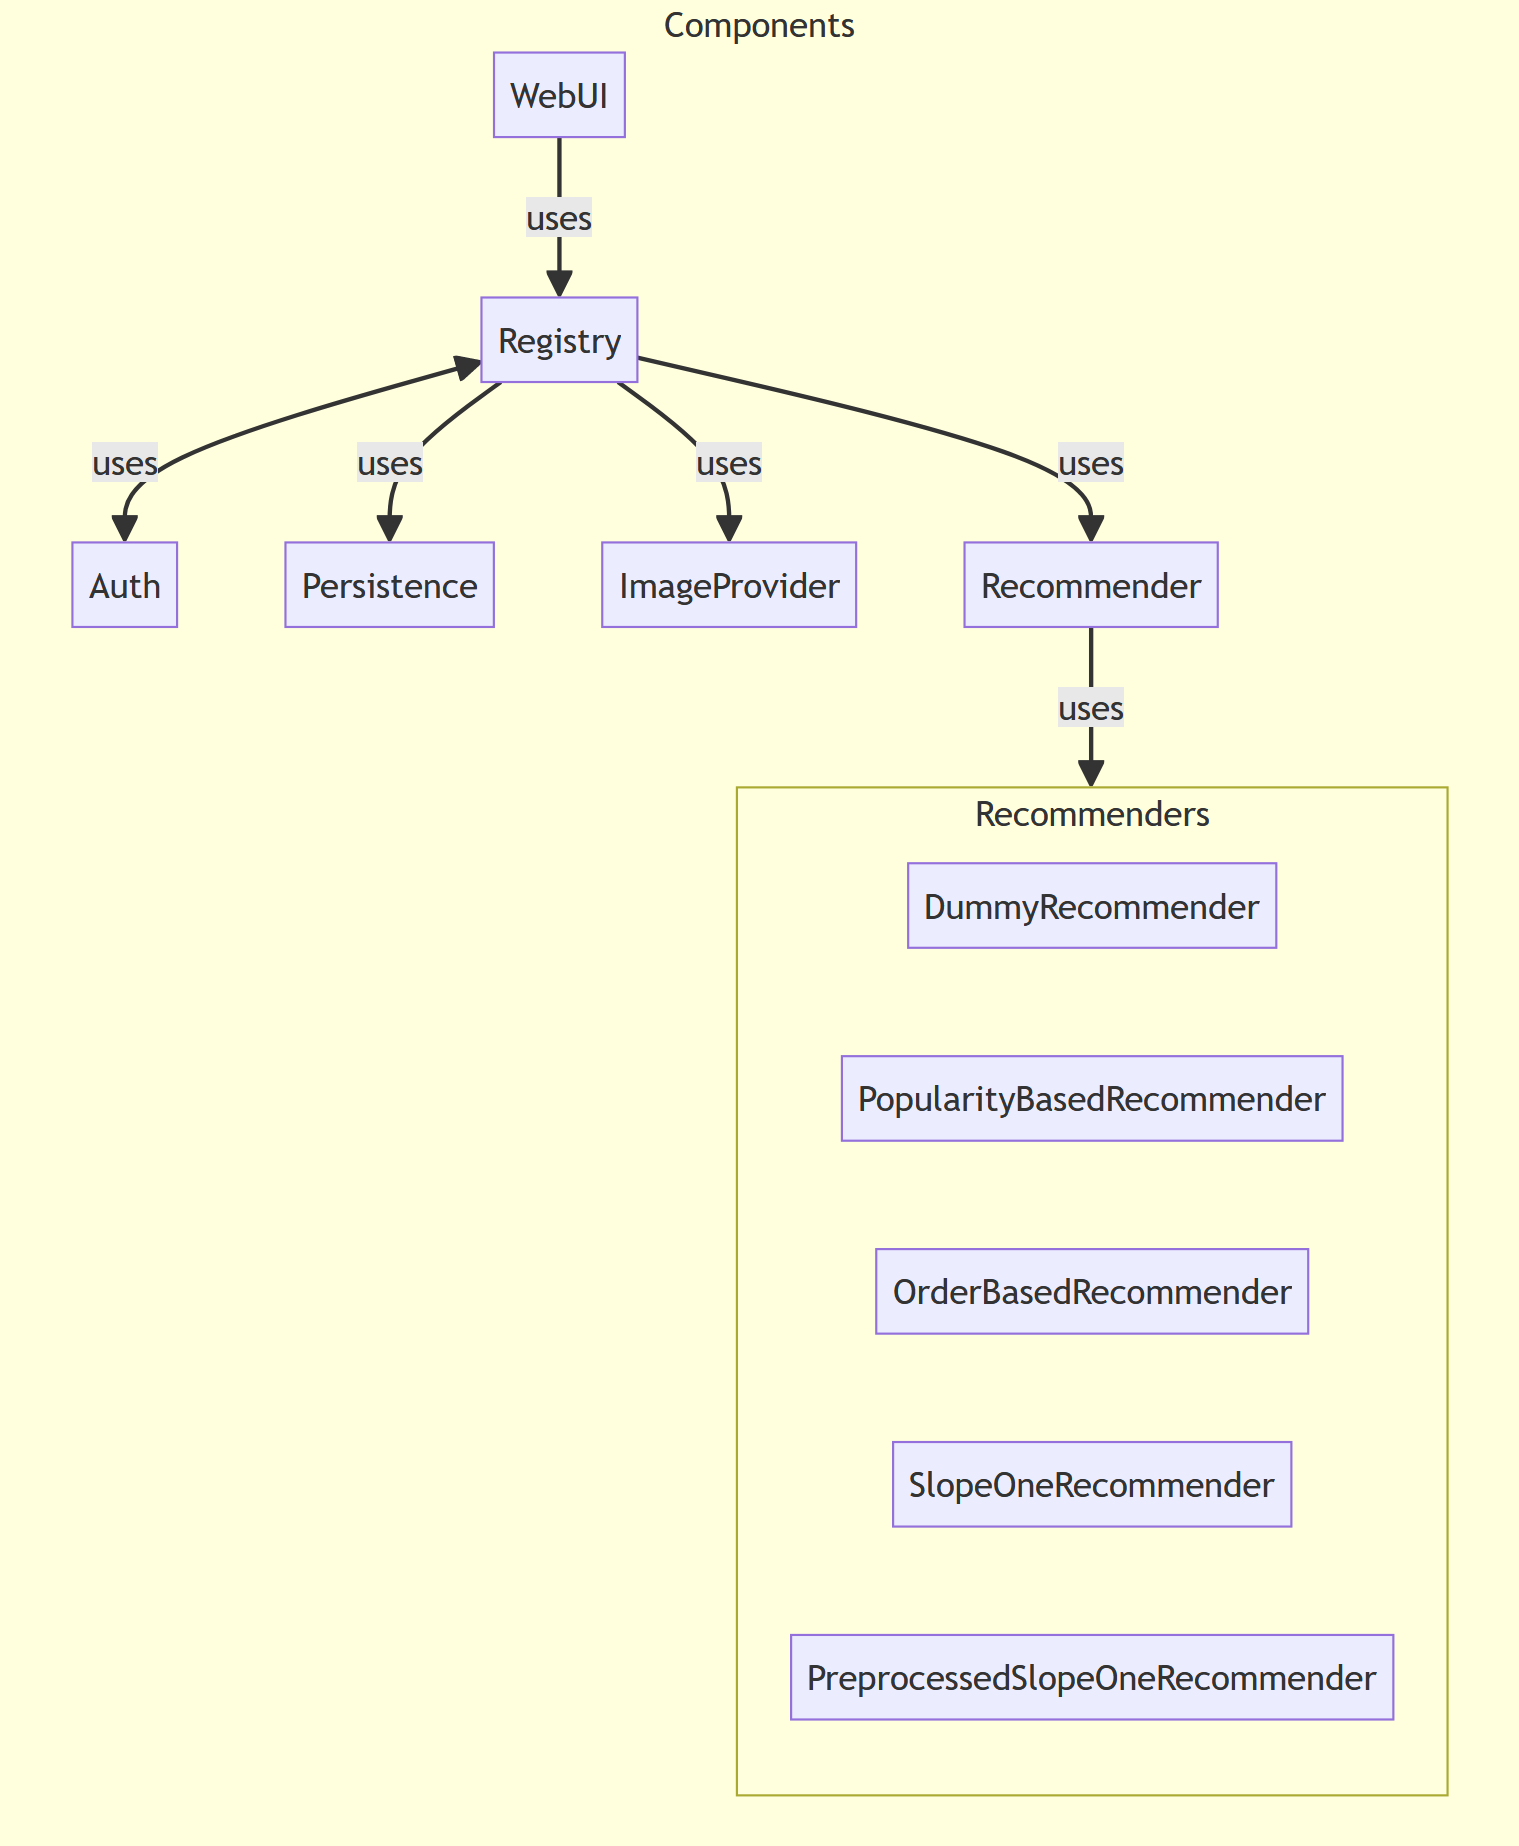 Components
WebUI
uses
Registry
uses
uses
uses
uses
Auth
Persistence
ImageProvider
Recommender
uses
Recommenders
DummyRecommender
PopularityBasedRecommender
OrderBasedRecommender
SlopeOneRecommender
PreprocessedSlopeOneRecommender